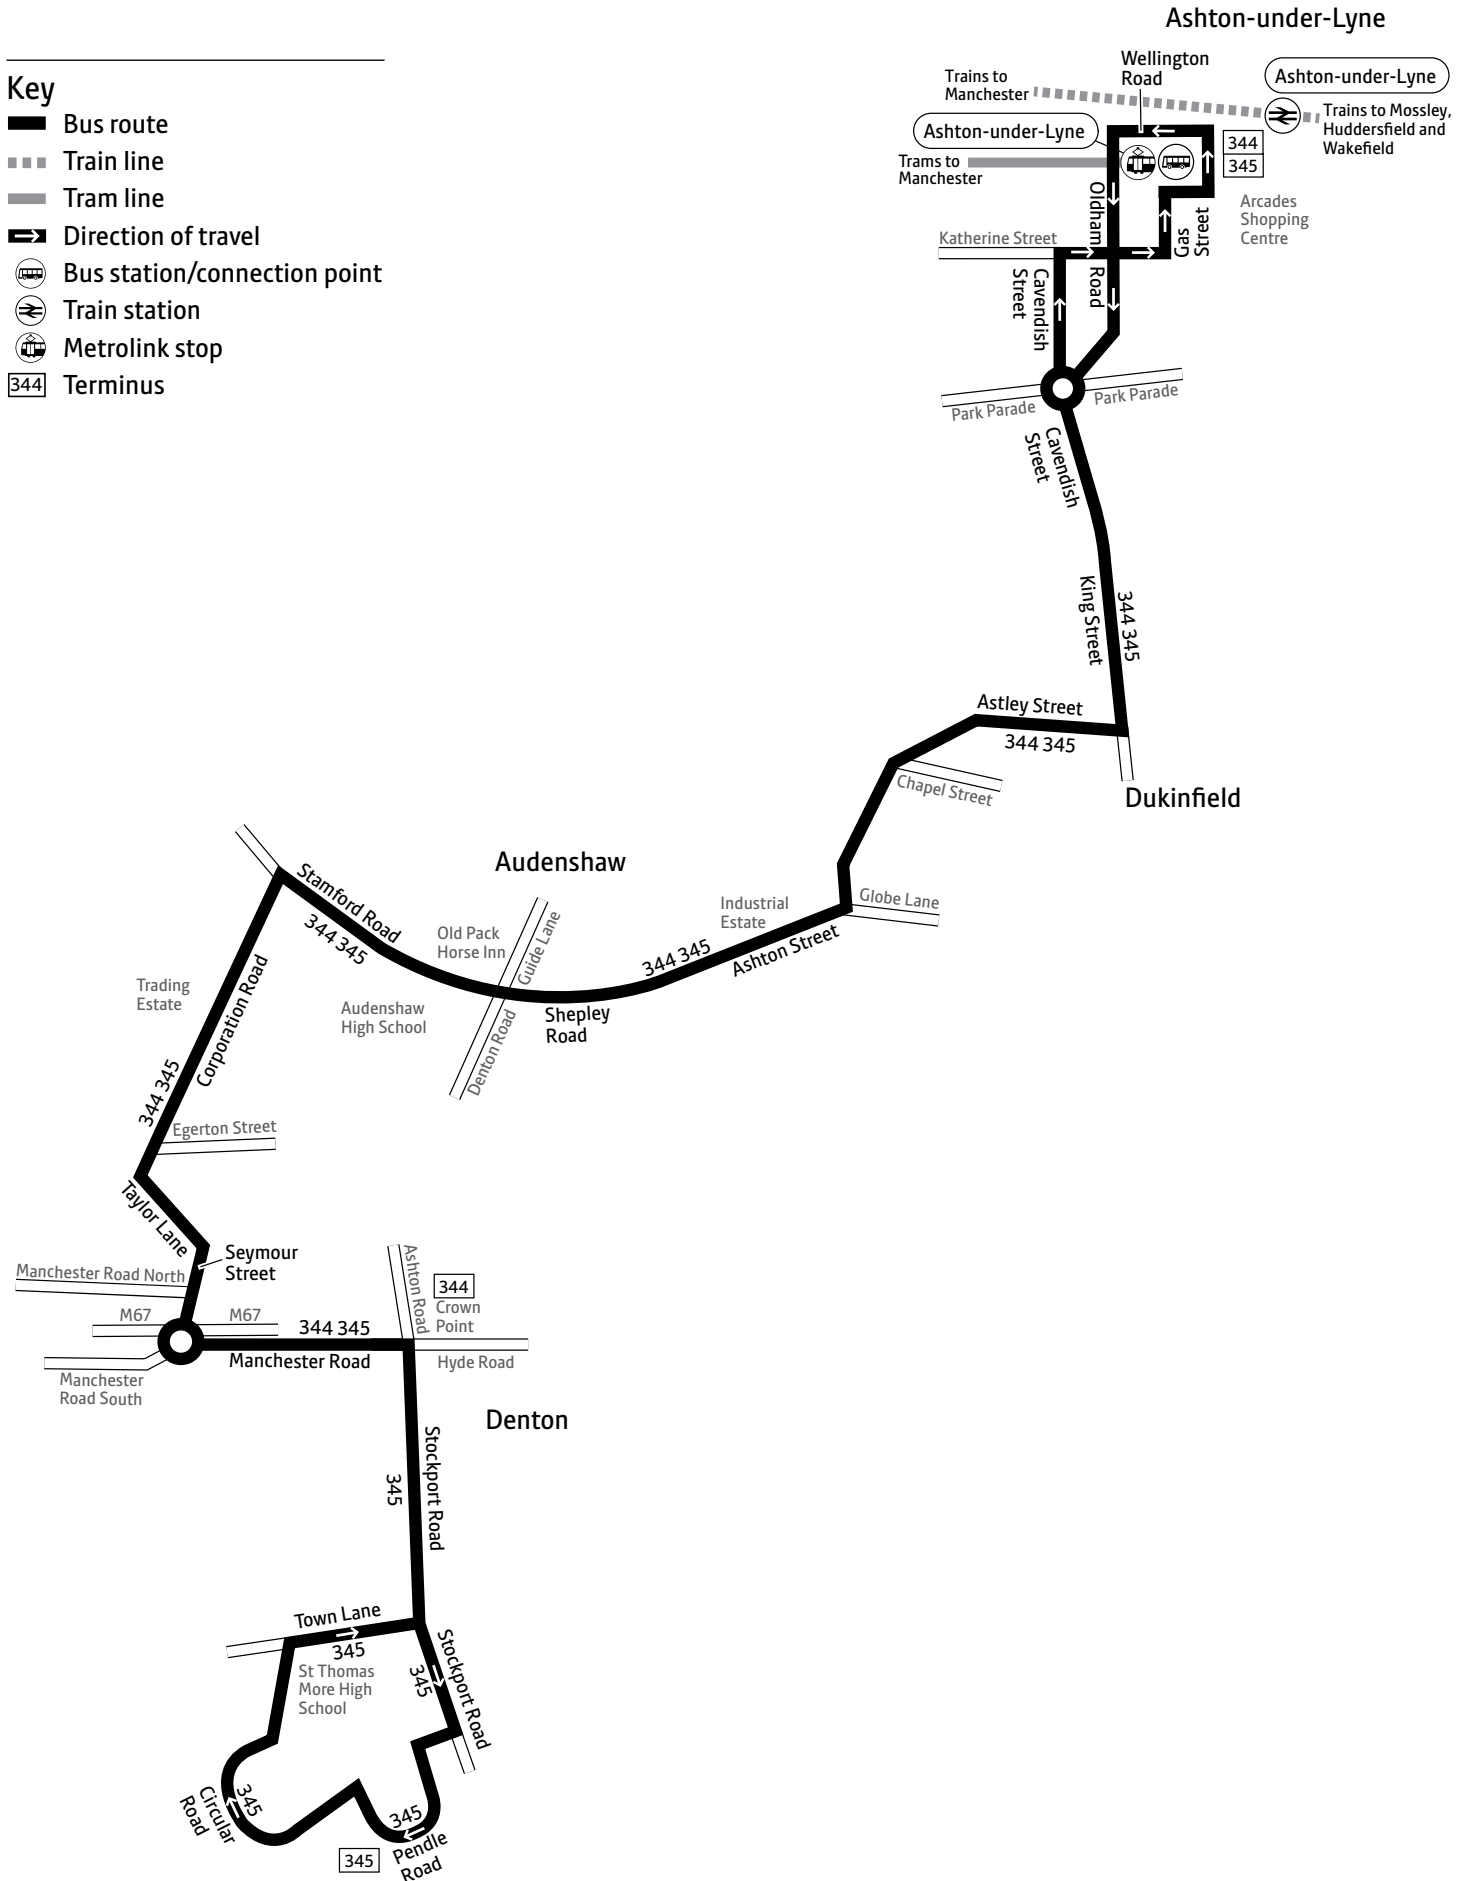 Ashton-under-Lyne
Key
Bus route
Train line
Tram line
Direction of travel
Bus station/connection point
Train station
Metrolink stop
344 Terminus
Wellington
Road
Trains to
Manchester
Ashton-under-Lyne
Trains to Mossley,
Huddersfield and
Wakefield
Ashton-under-Lyne
Trams to
Manchester
344
345
Arcades
Shopping
Centre
Oldham
Road
Gas
Street
Katherine Street
Cavendish
Street
Park Parade
Park Parade
Cavendish
Street
King Street
344 345
Astley Street
344 345
Chapel Street
Dukinfield
Audenshaw
Stamford Road
344 345
Old Pack
Horse Inn
Guide Lane
Industrial
Estate
Globe Lane
344 345
Ashton Street
Trading
Estate
Corporation Road
Audenshaw
High School
Denton Road
Shepley
Road
344 345
Egerton Street
Taylor Lane
Seymour
Street
Manchester Road North
M67
M67
344 345
Ashton Road
344
Crown
Point
Manchester Road
Hyde Road
Manchester
Road South
Denton
Stockport Road
345
Town Lane
345
St Thomas
More High
School
Stockport Road
345
Circular
Road
345
345
Pendle
Road
345